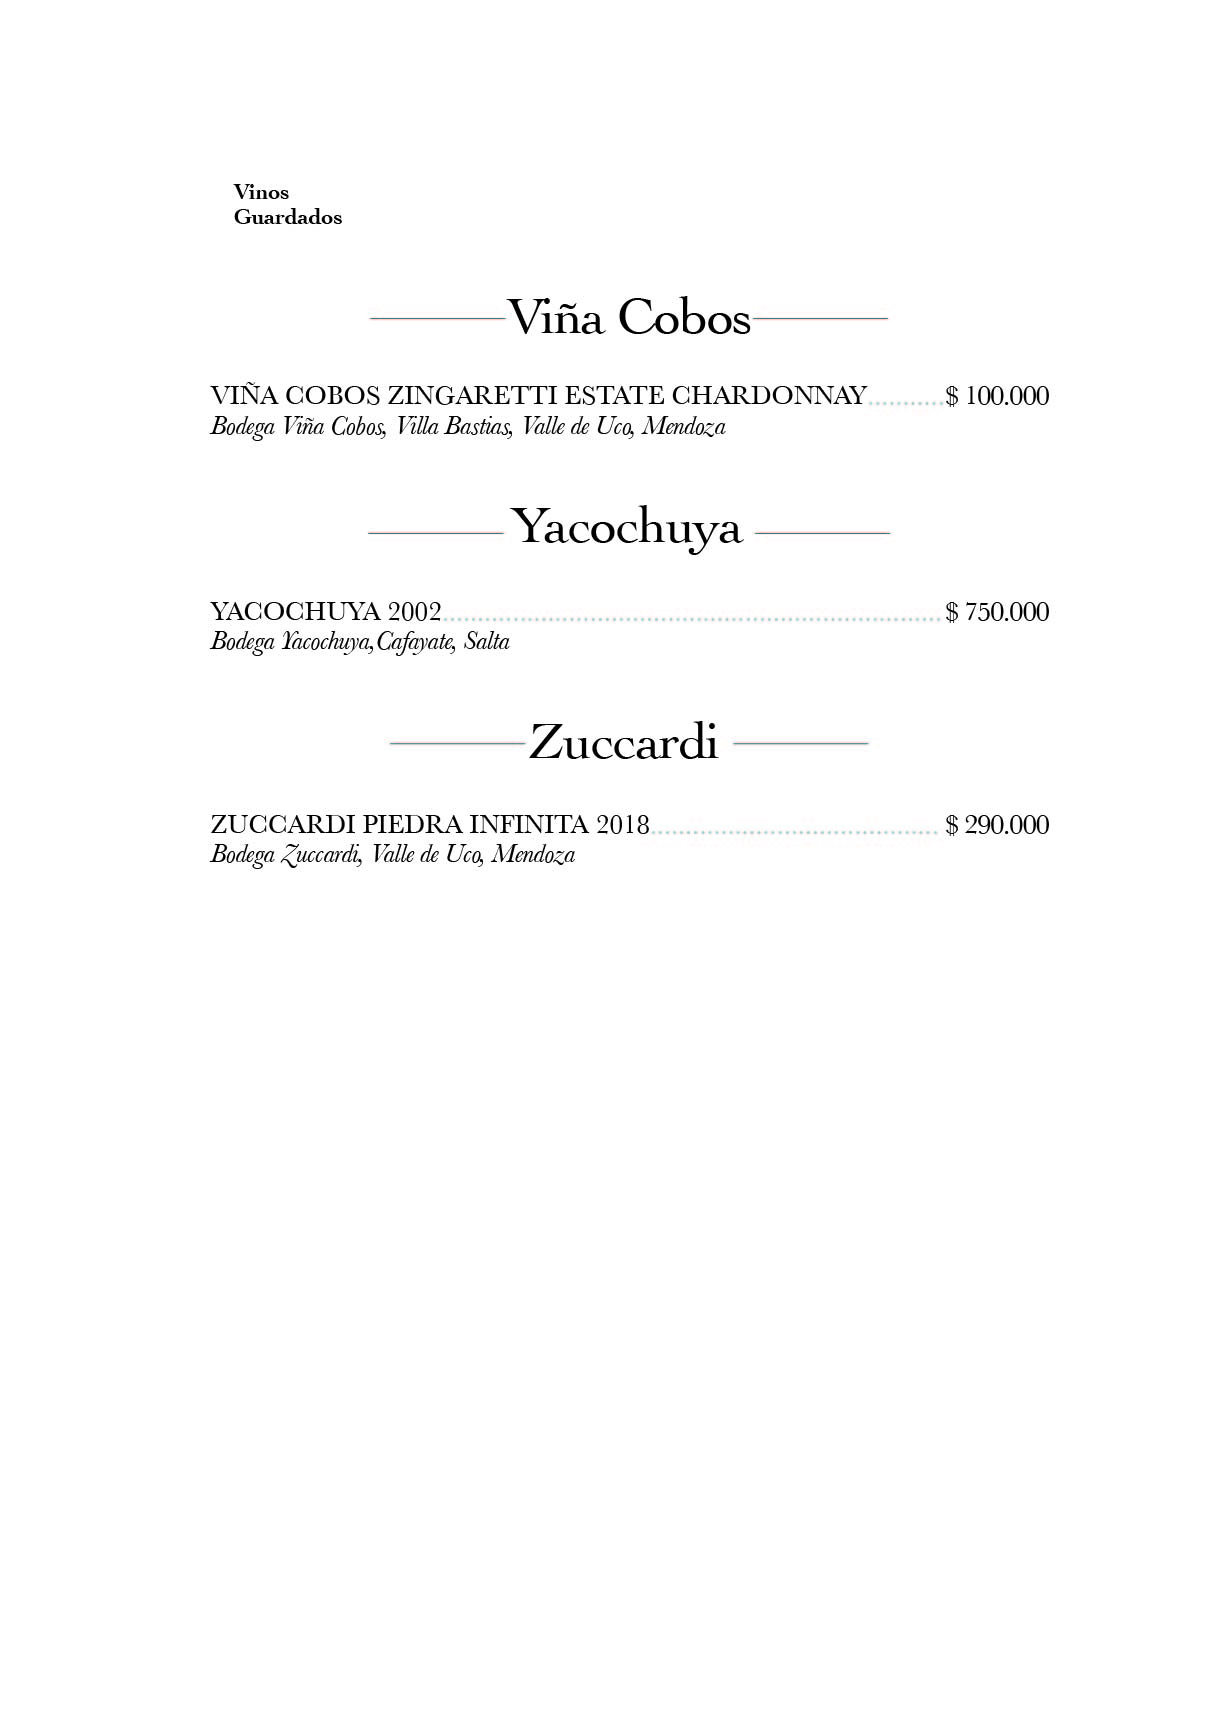 Vinos
Guardados
Viña Cobos
VIÑA COBOS ZINGARETTI ESTATE CHARDONNAY...........$ 100.000
Bodega Viña Cobos, Villa Bastias, Valle de Uco, Mendoza
Yacochuya
YACOCHUYA 2002.......................................................................$ 750.000
Bodega Yacochuya,Cafayate, Salta
Zuccardi
ZUCCARDI PIEDRA INFINITA 2018.........................................$ 290.000
Bodega Zuccardi, Valle de Uco, Mendoza